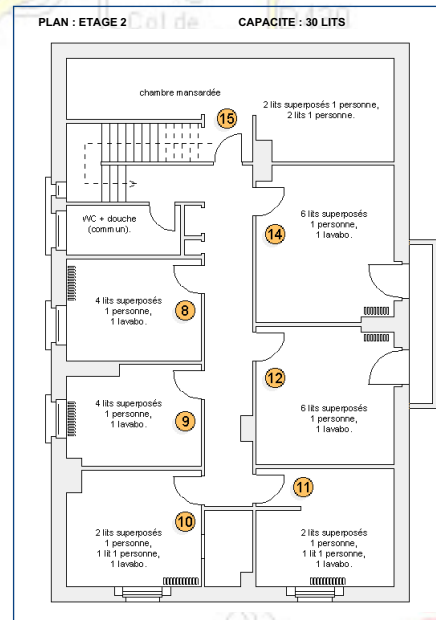 Col de
D430
PLAN : ETAGE 2
CAPACITE : 30 LITS
chambre mansardée
2 lits superposés 1 personne,
2 lits 1 personne.
15
WC + douche
(commun).
6 lits superposés
1 personne,
1 lavabo.
14
4 lits superposés
1 personne,
1 lavabo.
8
12
4 lits superposés
1 personne,
1 lavabo.
9
6 lits superposés
1 personne,
1 lavabo.
10
11
2 lits superposés
1 personne,
1 lit 1 personne,
1 lavabo.
2 lits superposés
1 personne,
1 lit 1 personne,
1 lavabo.